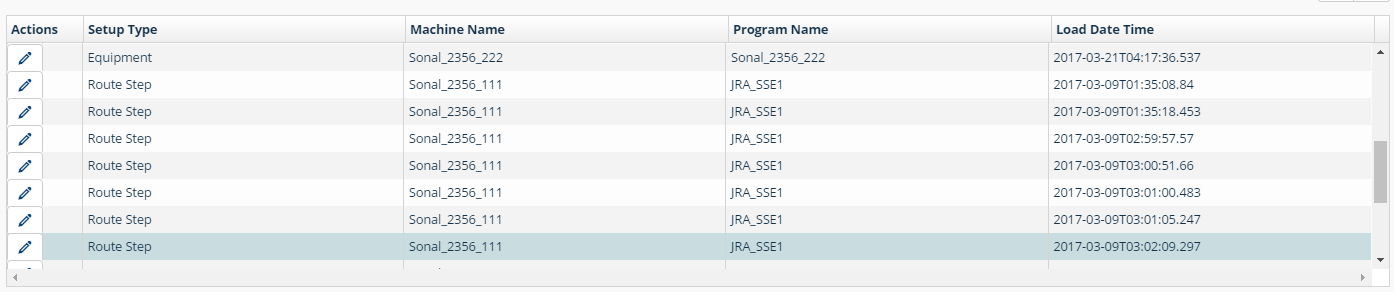 Actions Setup Type Machine Name Program Name Load Date Time
Equipment Sonal_2356_222 Sonal_2356_222 2017-03-21T04:17:36.537
Route Step Sonal_2356_111 JRA_SSE1 2017-03-09T01:35:08.84
Route Step Sonal_2356_111 JRA_SSE1 2017-03-09T01:35:18.453
Route Step Sonal_2356_111 JRA_SSE1 2017-03-09T02:59:57.57
Route Step Sonal_2356_111 JRA_SSE1 2017-03-09T03:00:51.66
Route Step Sonal_2356_111 JRA_SSE1 2017-03-09T03:01:00.483
Route Step Sonal_2356_111 JRA_SSE1 2017-03-09T03:01:05.247
Route Step Sonal_2356_111 JRA_SSE1 2017-03-09T03:02:09.297